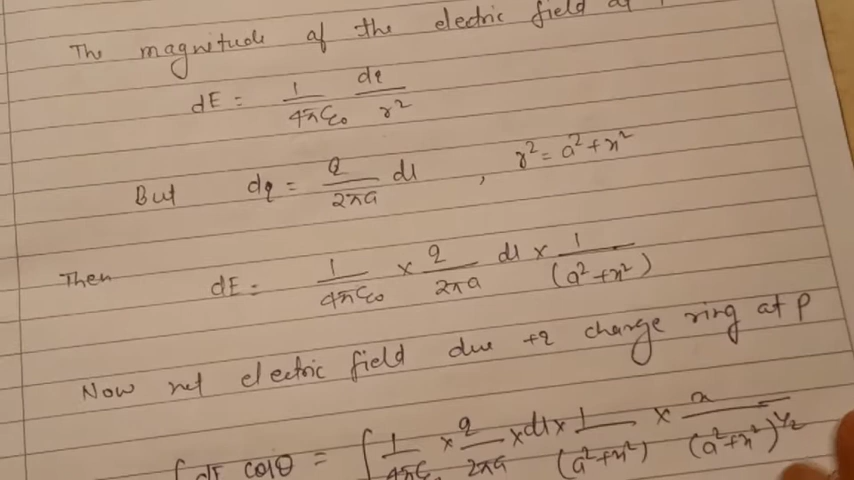 The magnitude of the electric field at
dE = 1/4πε₀ dq/r²
But dq = q/2πa dl , r² = a² + x²
Then dE = 1/4πε₀ × q/2πa dl × 1/(a² + x²)
Now net electric field due +q charge ring at P
∫dE cosθ = ∫ 1/4πε₀ × q/2πa × dl × 1/(a² + x²) × x/(a² + x²)^1/2